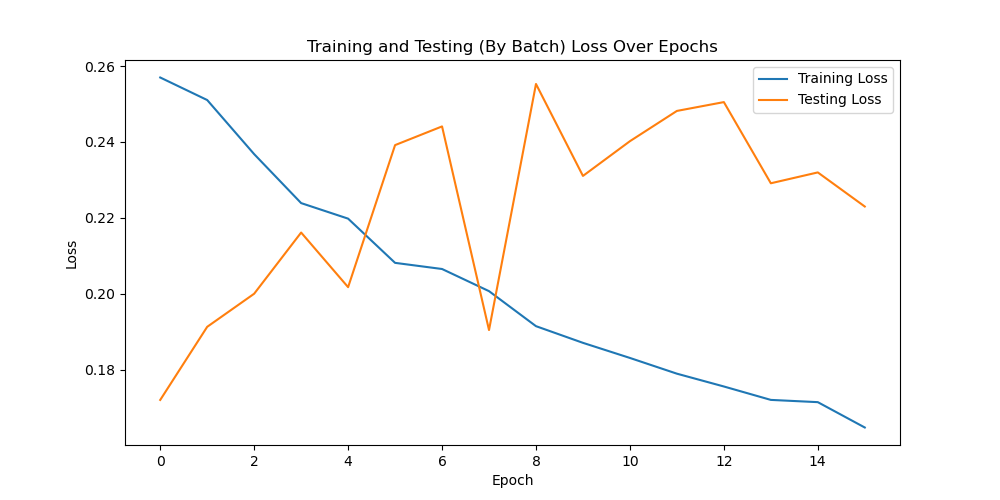 Training and Testing (By Batch) Loss Over Epochs
Training Loss
Testing Loss
0.26
0.24
0.22
0.20
0.18
Loss
0 2 4 6 8 10 12 14
Epoch